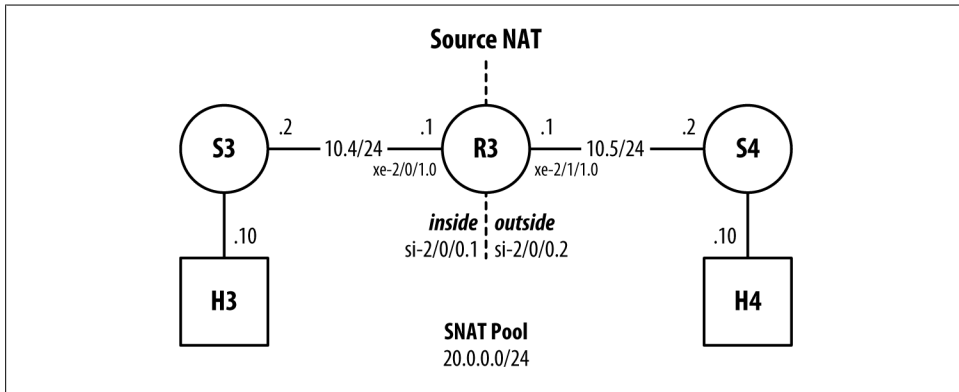 Source NAT
S3
.2
10.4/24
.1
xe-2/0/1.0
R3
.1
xe-2/1/1.0
10.5/24
.2
S4
inside
outside
si-2/0/0.1
si-2/0/0.2
.10
.10
H3
H4
SNAT Pool
20.0.0.0/24